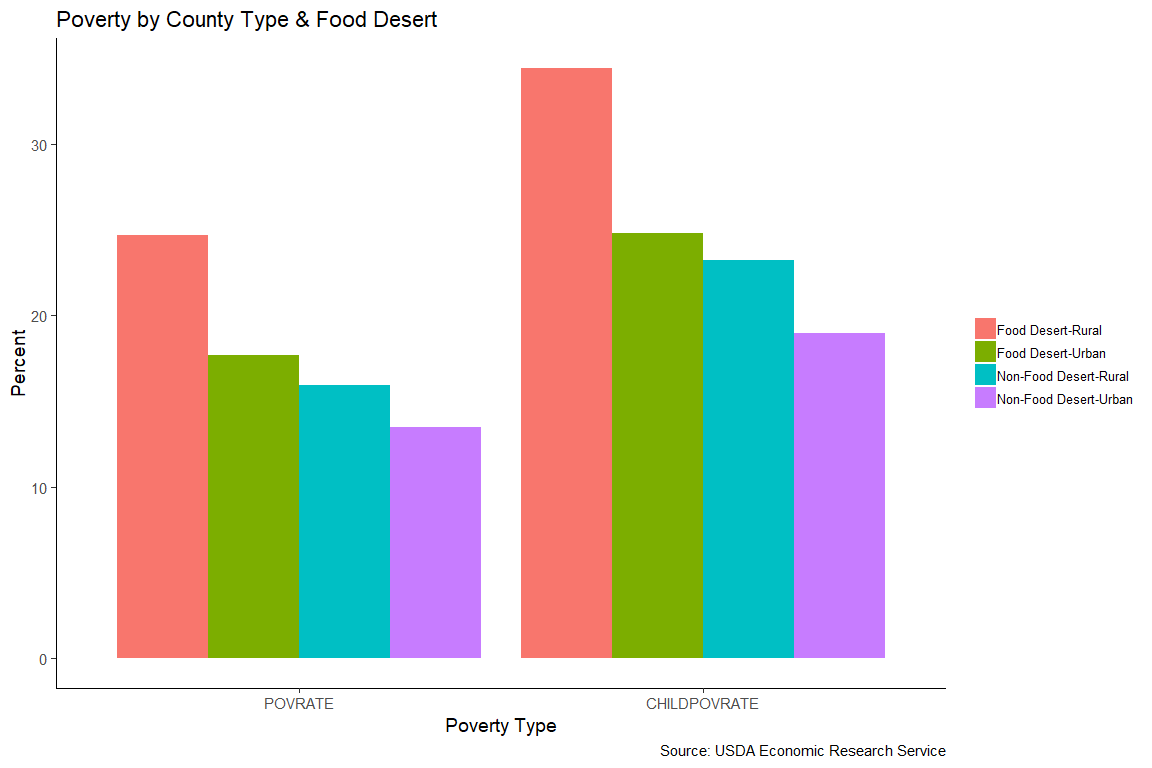 Poverty by County Type & Food Desert
Percent
30
20
10
0
POVRATE
CHILDPOVRATE
Poverty Type
Food Desert-Rural
Food Desert-Urban
Non-Food Desert-Rural
Non-Food Desert-Urban
Source: USDA Economic Research Service